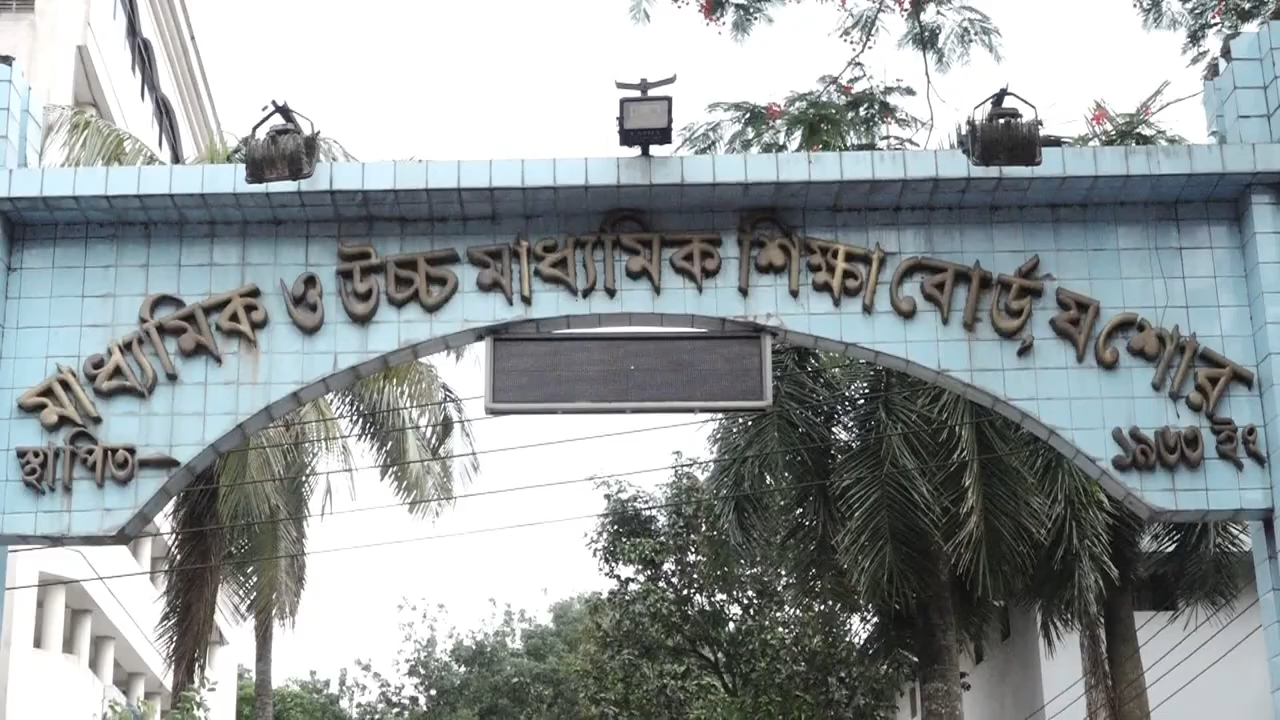 মাধ্যমিক ও উচ্চ মাধ্যমিক শিক্ষা বোর্ড, যশোর
স্থাপিত- ১৯৬৩ ইং